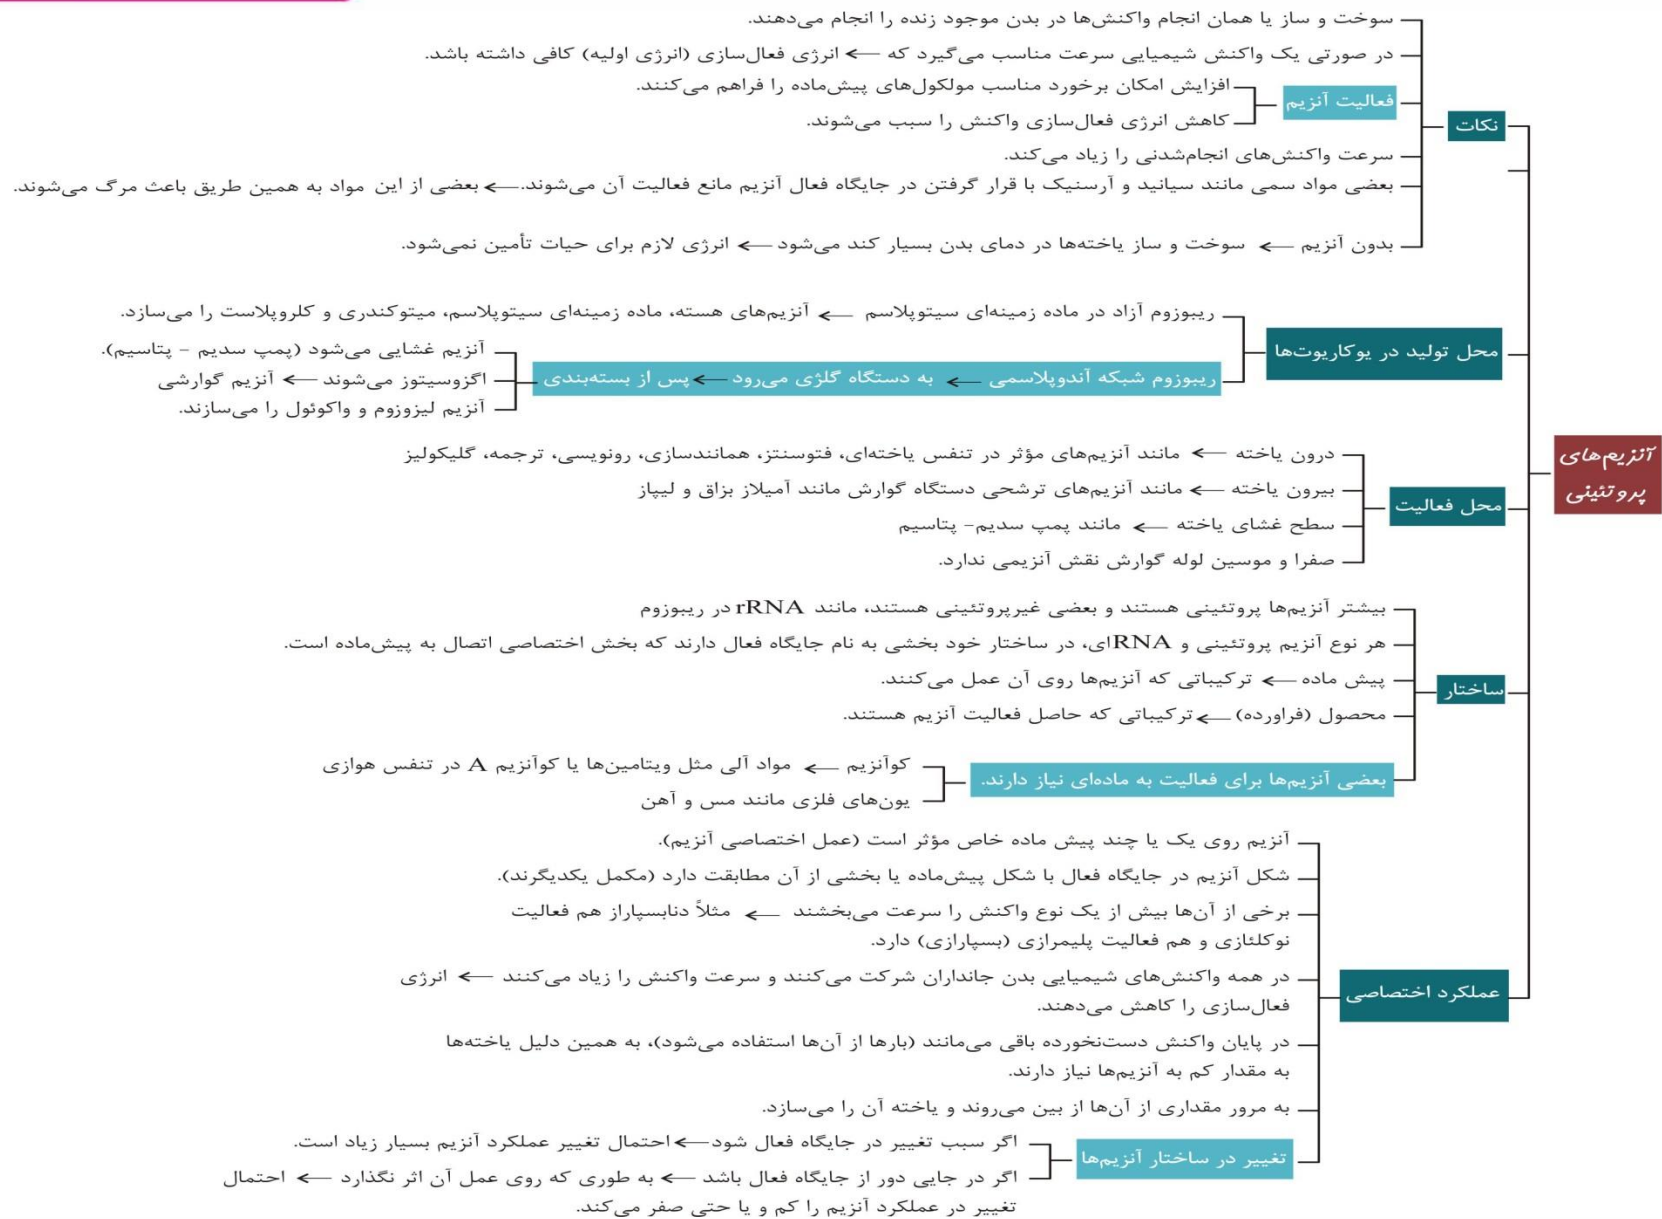 آنزیم‌های
پروتئینی
نکات
سوخت و ساز یا همان انجام واکنش‌ها در بدن موجود زنده را انجام می‌دهند.
در صورتی یک واکنش شیمیایی سرعت مناسب می‌گیرد که ← انرژی فعال‌سازی (انرژی اولیه) کافی داشته باشد.
فعالیت آنزیم
افزایش امکان برخورد مناسب مولکول‌های پیش‌ماده را فراهم می‌کنند.
کاهش انرژی فعال‌سازی واکنش را سبب می‌شوند.
سرعت واکنش‌های انجام‌شدنی را زیاد می‌کند.
بعضی مواد سمی مانند سیانید و آرسنیک با قرار گرفتن در جایگاه فعال آنزیم مانع فعالیت آن می‌شوند. ← بعضی از این مواد به همین طریق باعث مرگ می‌شوند.
بدون آنزیم ← سوخت و ساز یاخته‌ها در دمای بدن بسیار کند می‌شود ← انرژی لازم برای حیات تأمین نمی‌شود.
محل تولید در یوکاریوت‌ها
ریبوزوم آزاد در ماده زمینه‌ای سیتوپلاسم ← آنزیم‌های هسته، ماده زمینه‌ای سیتوپلاسم، میتوکندری و کلروپلاست را می‌سازد.
ریبوزوم شبکه آندوپلاسمی ← به دستگاه گلژی می‌رود ← پس از بسته‌بندی
آنزیم غشایی می‌شود (پمپ سدیم - پتاسیم).
اگزوسیتوز می‌شوند ← آنزیم گوارشی
آنزیم لیزوزوم و واکوئول را می‌سازند.
محل فعالیت
درون یاخته ← مانند آنزیم‌های مؤثر در تنفس یاخته‌ای، فتوسنتز، همانندسازی، رونویسی، ترجمه، گلیکولیز
بیرون یاخته ← مانند آنزیم‌های ترشحی دستگاه گوارش مانند آمیلاز بزاق و لیپاز
سطح غشای یاخته ← مانند پمپ سدیم- پتاسیم
صفرا و موسین لوله گوارش نقش آنزیمی ندارد.
ساختار
بیشتر آنزیم‌ها پروتئینی هستند و بعضی غیرپروتئینی هستند، مانند rRNA در ریبوزوم
هر نوع آنزیم پروتئینی و RNAای، در ساختار خود بخشی به نام جایگاه فعال دارند که بخش اختصاصی اتصال به پیش‌ماده است.
پیش ماده ← ترکیباتی که آنزیم‌ها روی آن عمل می‌کنند.
محصول (فراورده) ← ترکیباتی که حاصل فعالیت آنزیم هستند.
بعضی آنزیم‌ها برای فعالیت به ماده‌ای نیاز دارند.
کوآنزیم ← مواد آلی مثل ویتامین‌ها یا کوآنزیم A در تنفس هوازی
یون‌های فلزی مانند مس و آهن
عملکرد اختصاصی
آنزیم روی یک یا چند پیش ماده خاص مؤثر است (عمل اختصاصی آنزیم).
شکل آنزیم در جایگاه فعال با شکل پیش‌ماده یا بخشی از آن مطابقت دارد (مکمل یکدیگرند).
برخی از آن‌ها بیش از یک نوع واکنش را سرعت می‌بخشند ← مثلاً دنابسپاراز هم فعالیت
نوکلئازی و هم فعالیت پلیمرازی (بسپارازی) دارد.
در همه واکنش‌های شیمیایی بدن جانداران شرکت می‌کنند و سرعت واکنش را زیاد می‌کنند ← انرژی
فعال‌سازی را کاهش می‌دهند.
در پایان واکنش دست‌نخورده باقی می‌مانند (بارها از آن‌ها استفاده می‌شود)، به همین دلیل یاخته‌ها
به مقدار کم به آنزیم‌ها نیاز دارند.
به مرور مقداری از آن‌ها از بین می‌روند و یاخته آن را می‌سازد.
تغییر در ساختار آنزیم‌ها
اگر سبب تغییر در جایگاه فعال شود ← احتمال تغییر عملکرد آنزیم بسیار زیاد است.
اگر در جایی دور از جایگاه فعال باشد ← به طوری که روی عمل آن اثر نگذارد ← احتمال
تغییر در عملکرد آنزیم را کم و یا حتی صفر می‌کند.